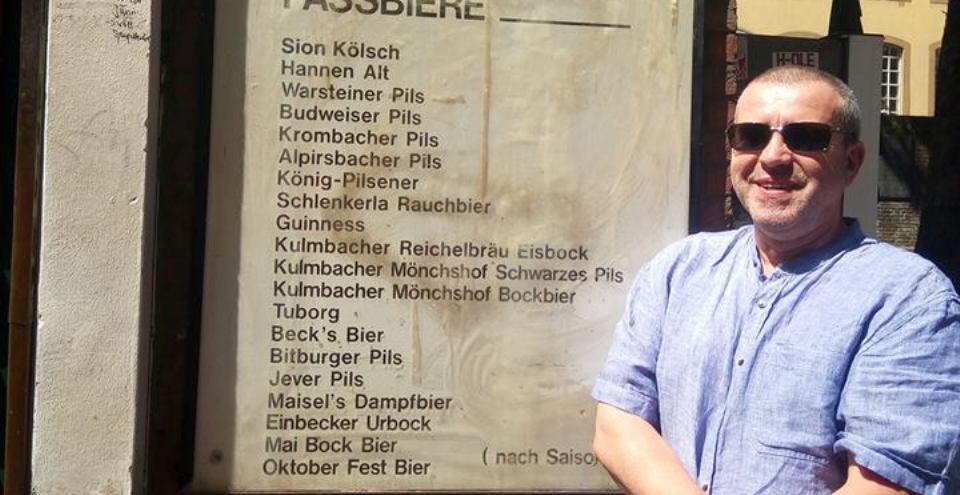 FASSBIERE
Sion Kölsch
Hannen Alt
Warsteiner Pils
Budweiser Pils
Krombacher Pils
Alpirsbacher Pils
König-Pilsener
Schlenkerla Rauchbier
Guinness
Kulmbacher Reichelbräu Eisbock
Kulmbacher Mönchshof Schwarzes Pils
Kulmbacher Mönchshof Bockbier
Tuborg
Beck's Bier
Bitburger Pils
Jever Pils
Maisel's Dampfbier
Einbecker Urbock
Mai Bock Bier
Oktober Fest Bier
( nach Saiso